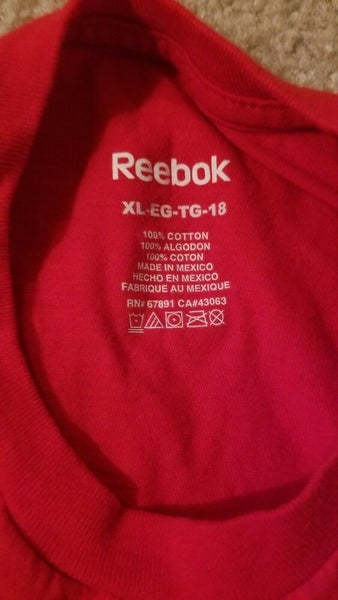 Reebok
XL-EG-TG-18
100% COTTON
100% ALGODON
100% COTON
MADE IN MEXICO
HECHO EN MEXICO
FABRIQUE AU MEXIQUE
RN# 67891 CA#43063